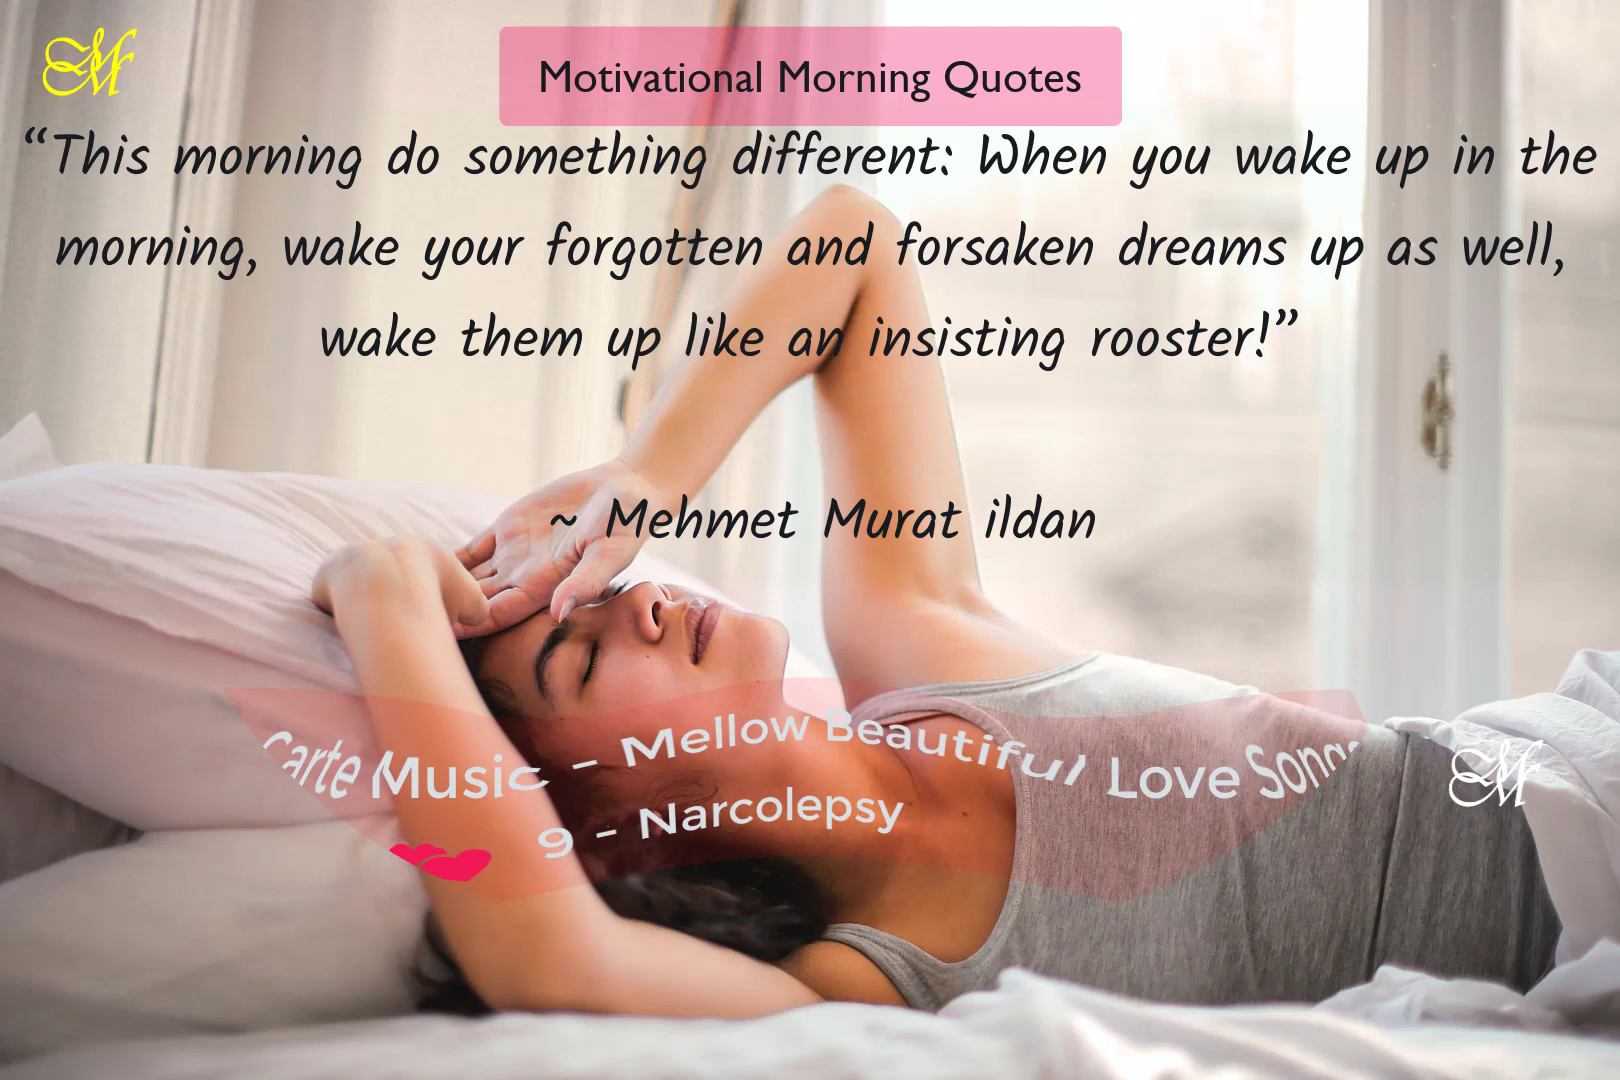 Motivational Morning Quotes
“This morning do something different: When you wake up in the
morning, wake your forgotten and forsaken dreams up as well,
wake them up like an insisting rooster!”
~ Mehmet Murat ildan
Carte Music - Mellow Beautiful Love Songs
9 - Narcolepsy